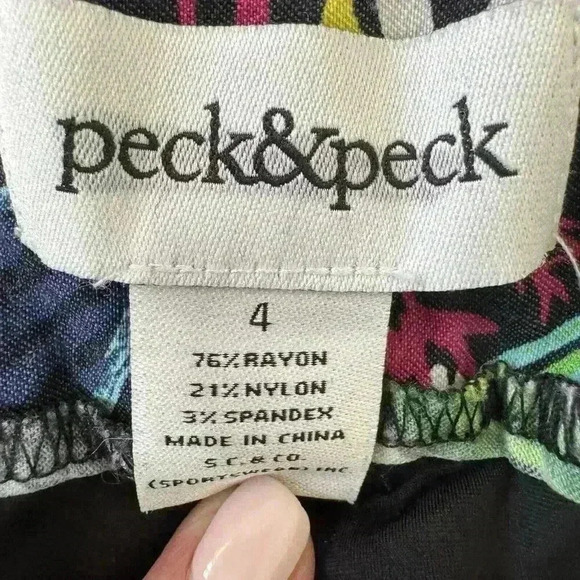 peck&peck
4
76% RAYON
21% NYLON
3% SPANDEX
MADE IN CHINA
S.C. & CO.
(SPORTSWEAR) INC